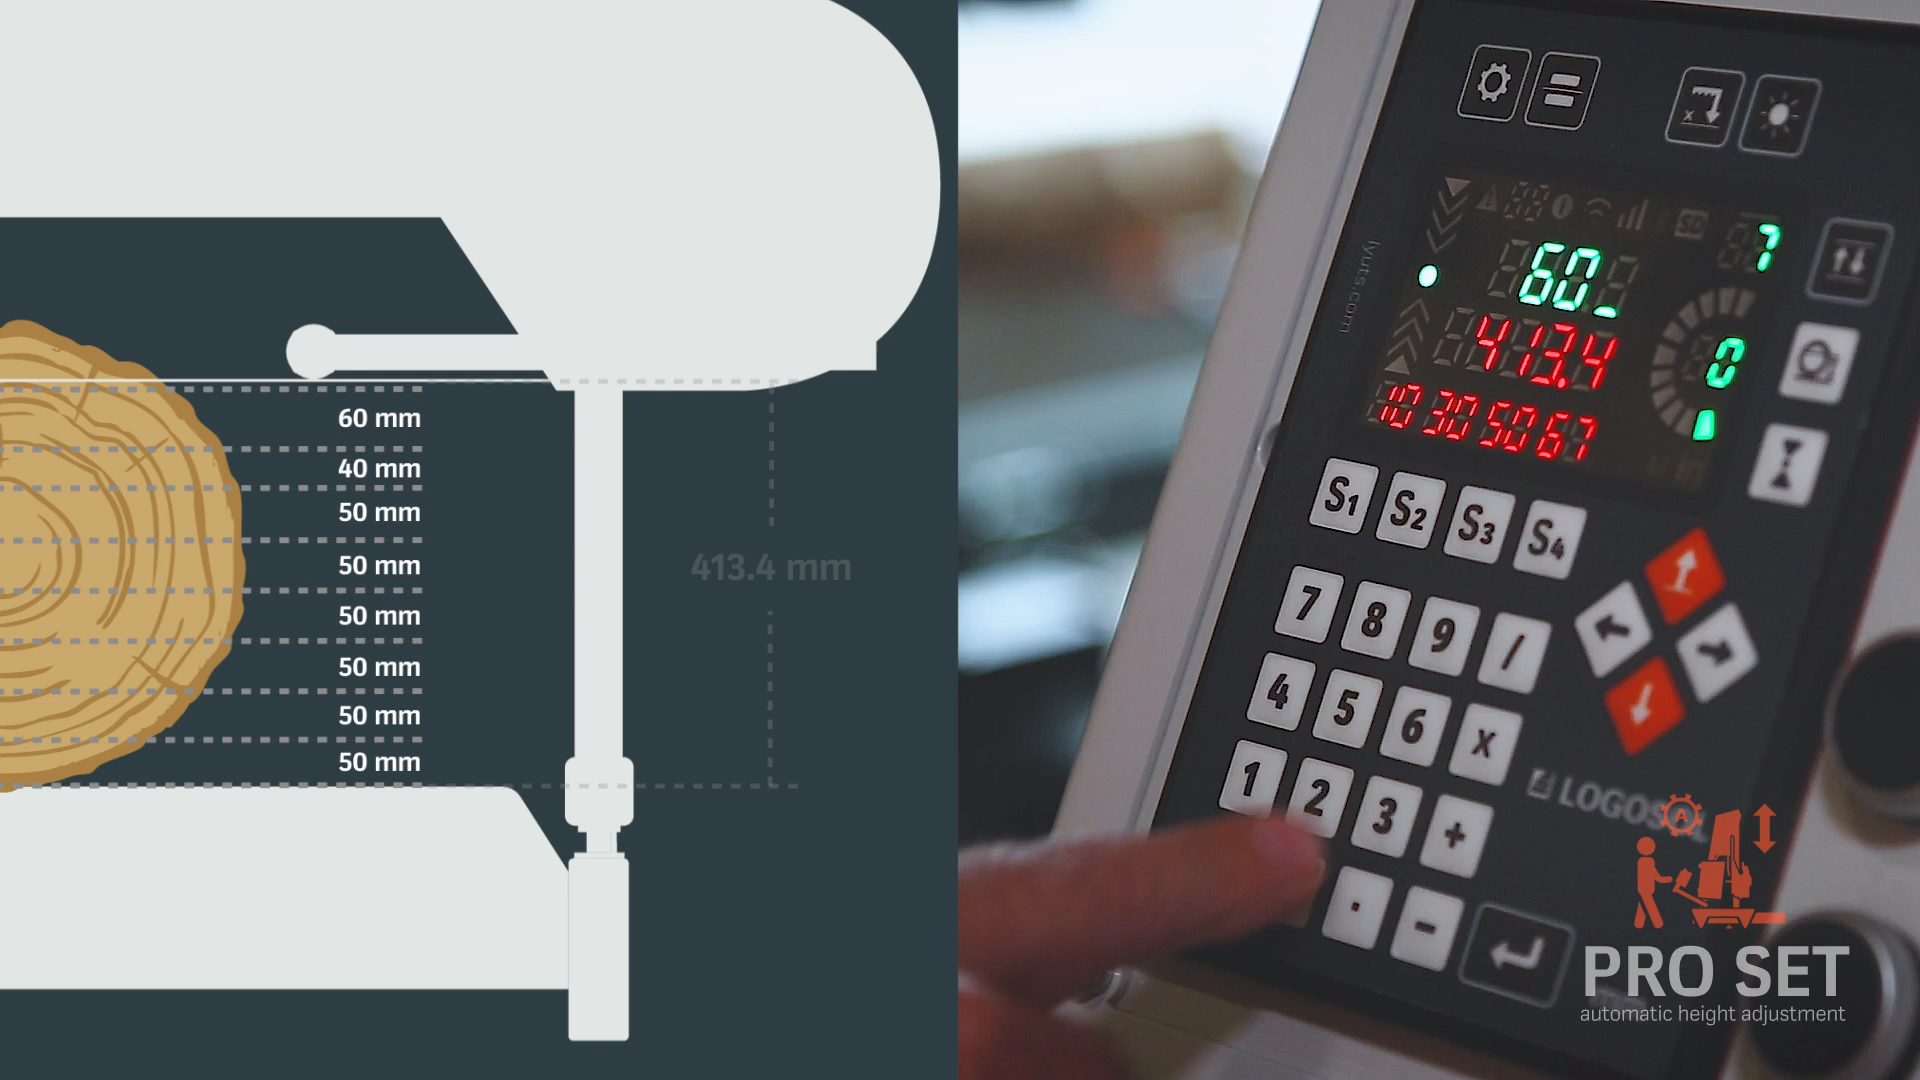 60 mm
40 mm
50 mm
50 mm
50 mm
50 mm
50 mm
50 mm
413.4 mm
7
60_
413.4
0
10 30 50 67
lyuts.com
S1 S2 S3 S4
7 8 9 /
4 5 6 x
1 2 3 +
. -
LOGOSOL
A
PRO SET
automatic height adjustment